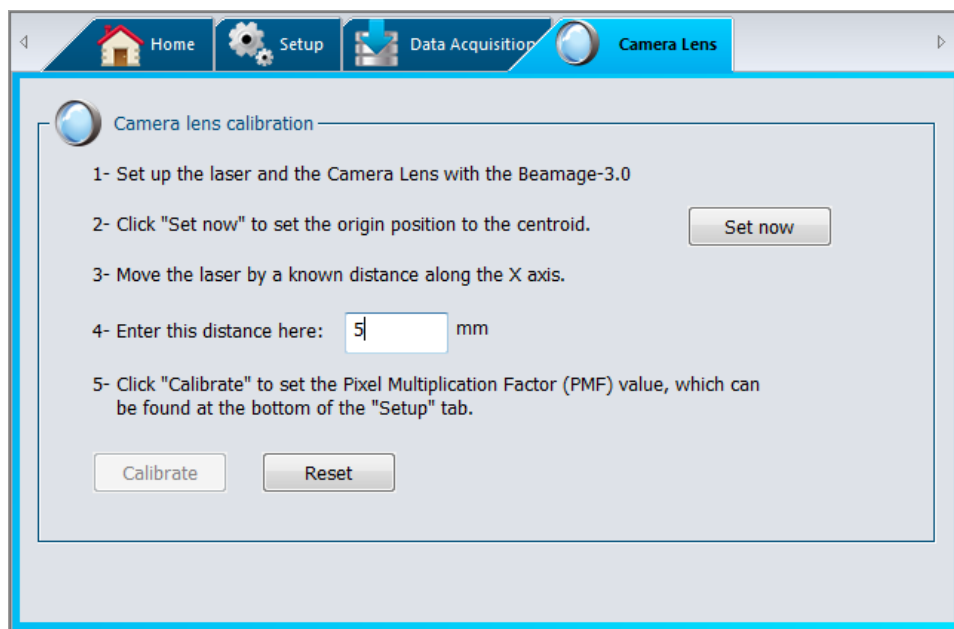 Home
Setup
Data Acquisition
Camera Lens
Camera lens calibration
1- Set up the laser and the Camera Lens with the Beamage-3.0
2- Click "Set now" to set the origin position to the centroid.
Set now
3- Move the laser by a known distance along the X axis.
4- Enter this distance here: 5 mm
5- Click "Calibrate" to set the Pixel Multiplication Factor (PMF) value, which can
be found at the bottom of the "Setup" tab.
Calibrate
Reset